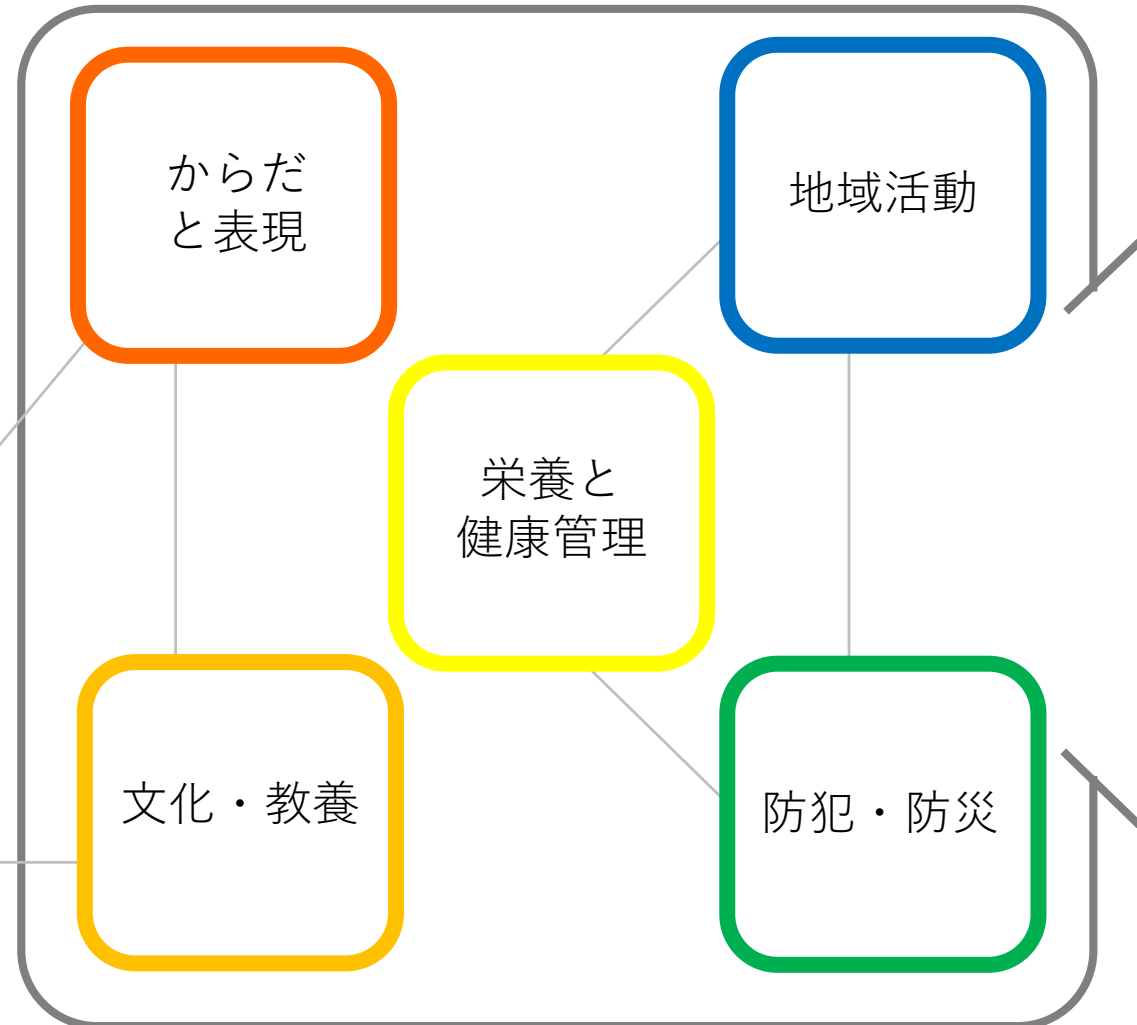 からだ
と表現
地域活動
栄養と
健康管理
文化・教養
防犯・防災